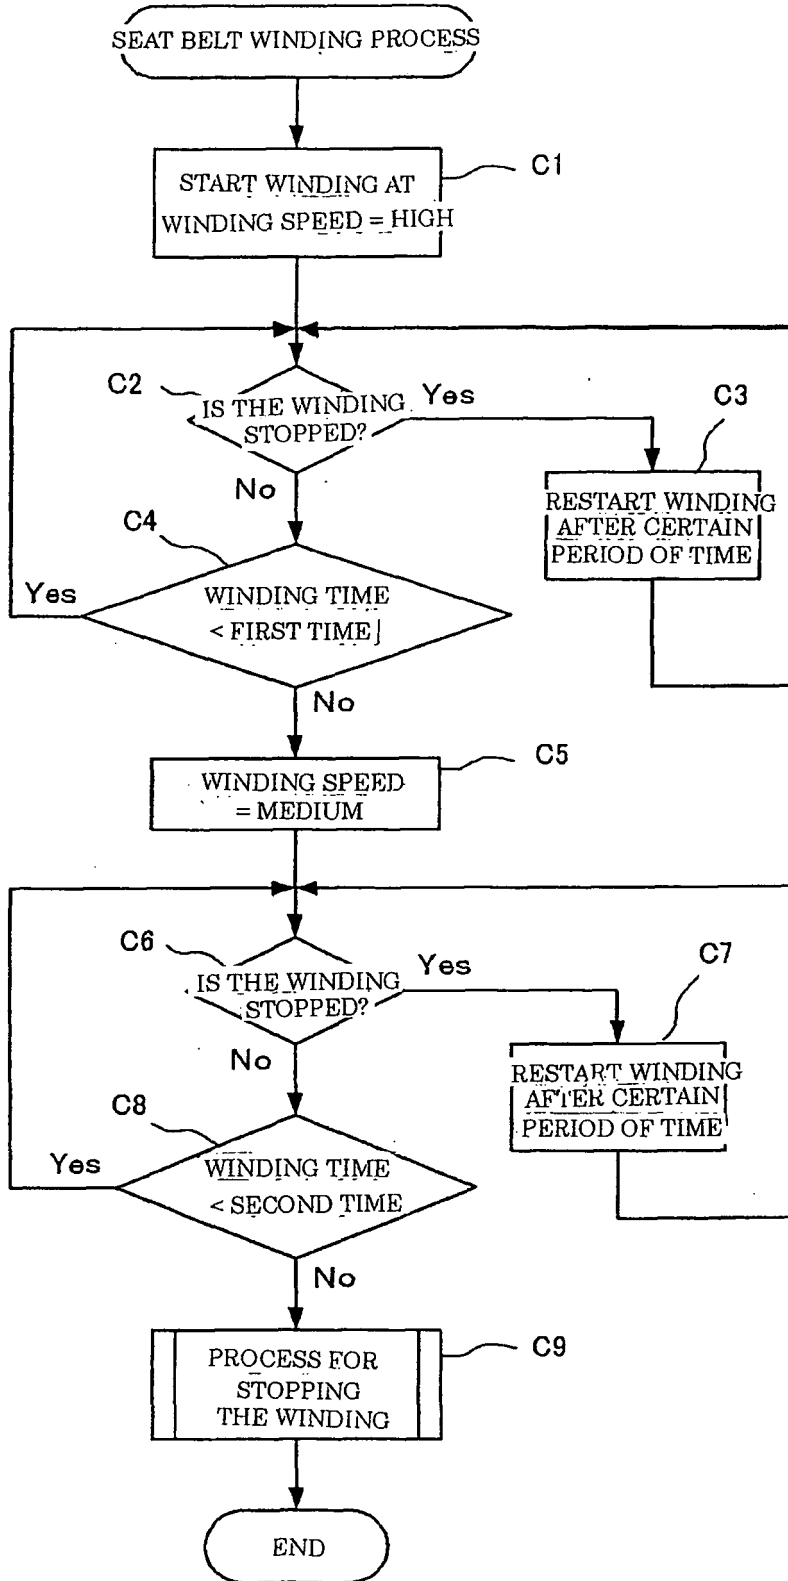 SEAT BELT WINDING PROCESS
C1
START WINDING AT
WINDING SPEED = HIGH
C2
IS THE WINDING
STOPPED?
Yes
No
C3
RESTART WINDING
AFTER CERTAIN
PERIOD OF TIME
C4
WINDING TIME
< FIRST TIME
Yes
No
C5
WINDING SPEED
= MEDIUM
C6
IS THE WINDING
STOPPED?
Yes
No
C7
RESTART WINDING
AFTER CERTAIN
PERIOD OF TIME
C8
WINDING TIME
< SECOND TIME
Yes
No
C9
PROCESS FOR
STOPPING
THE WINDING
END